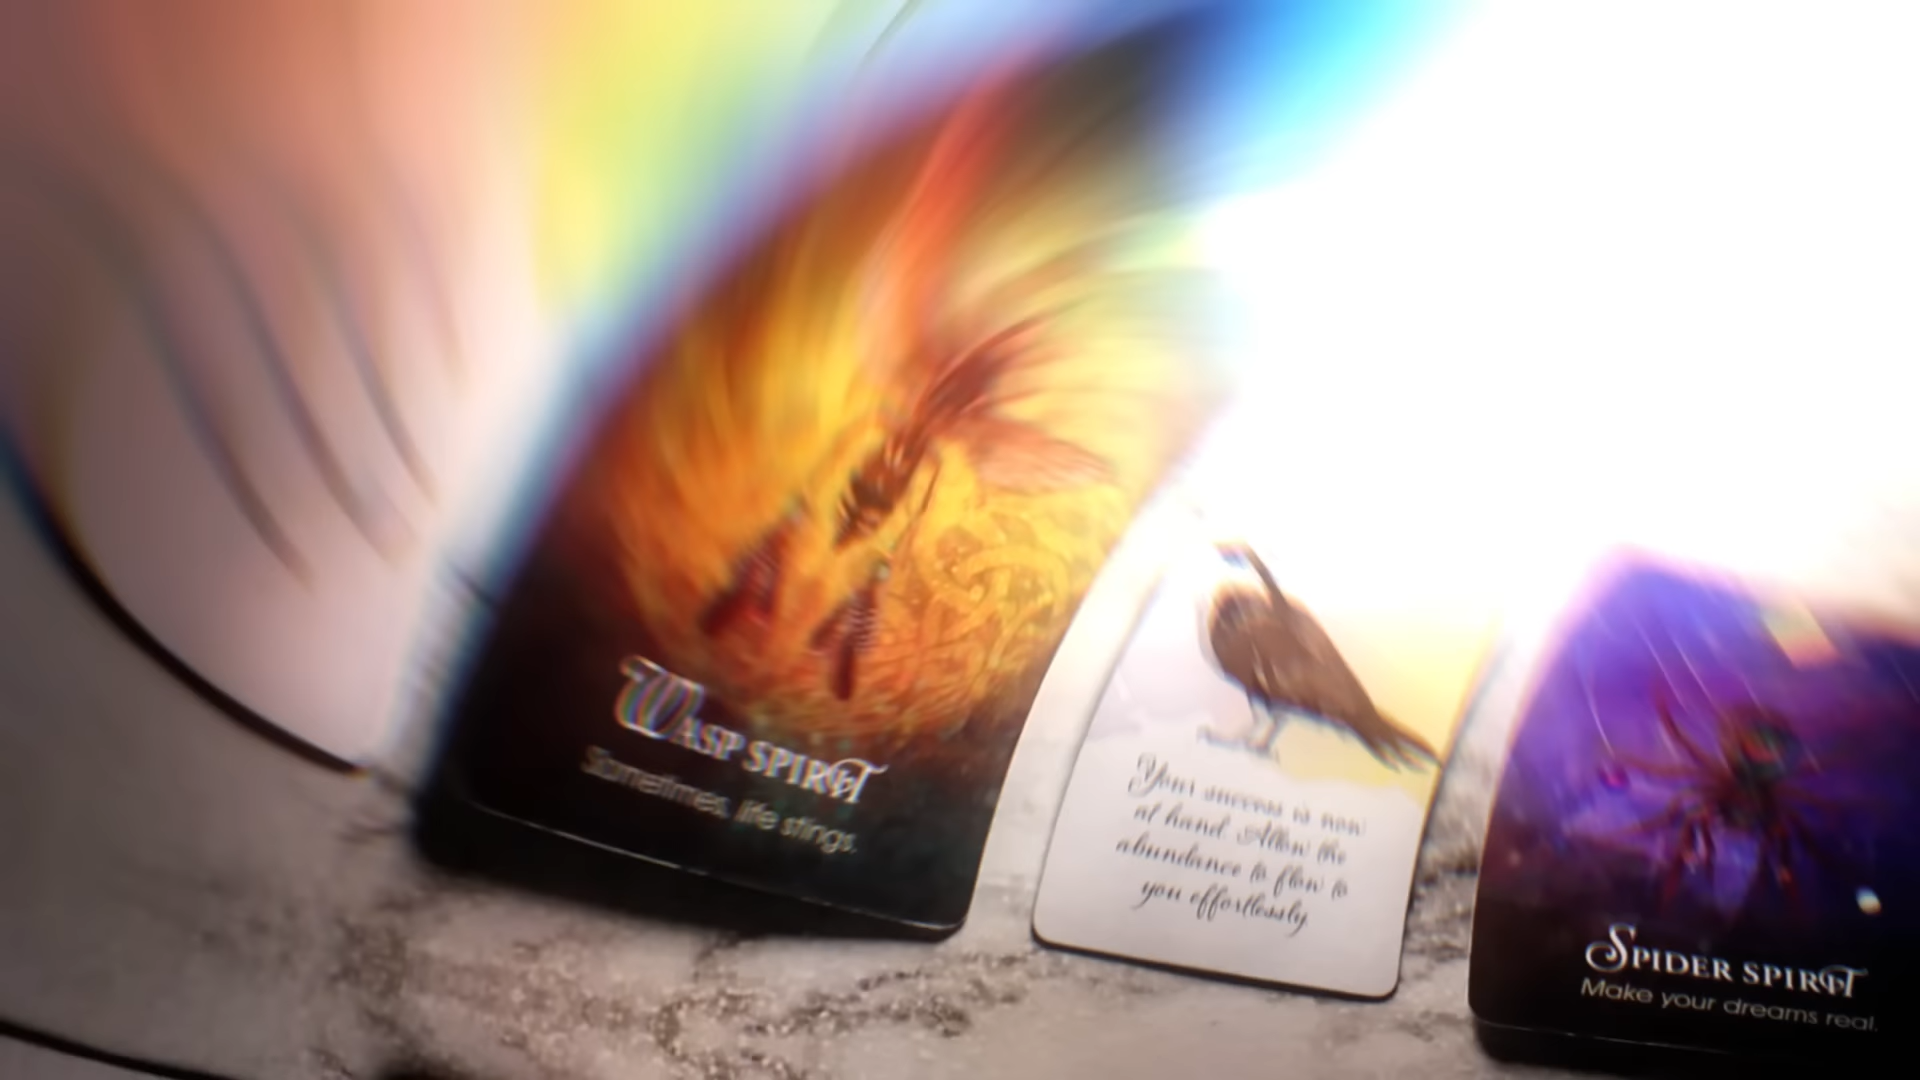 WASP SPIRIT
Sometimes, life stings.
Your success is now
at hand. Allow the
abundance to flow to
you effortlessly.
SPIDER SPIRIT
Make your dreams real.